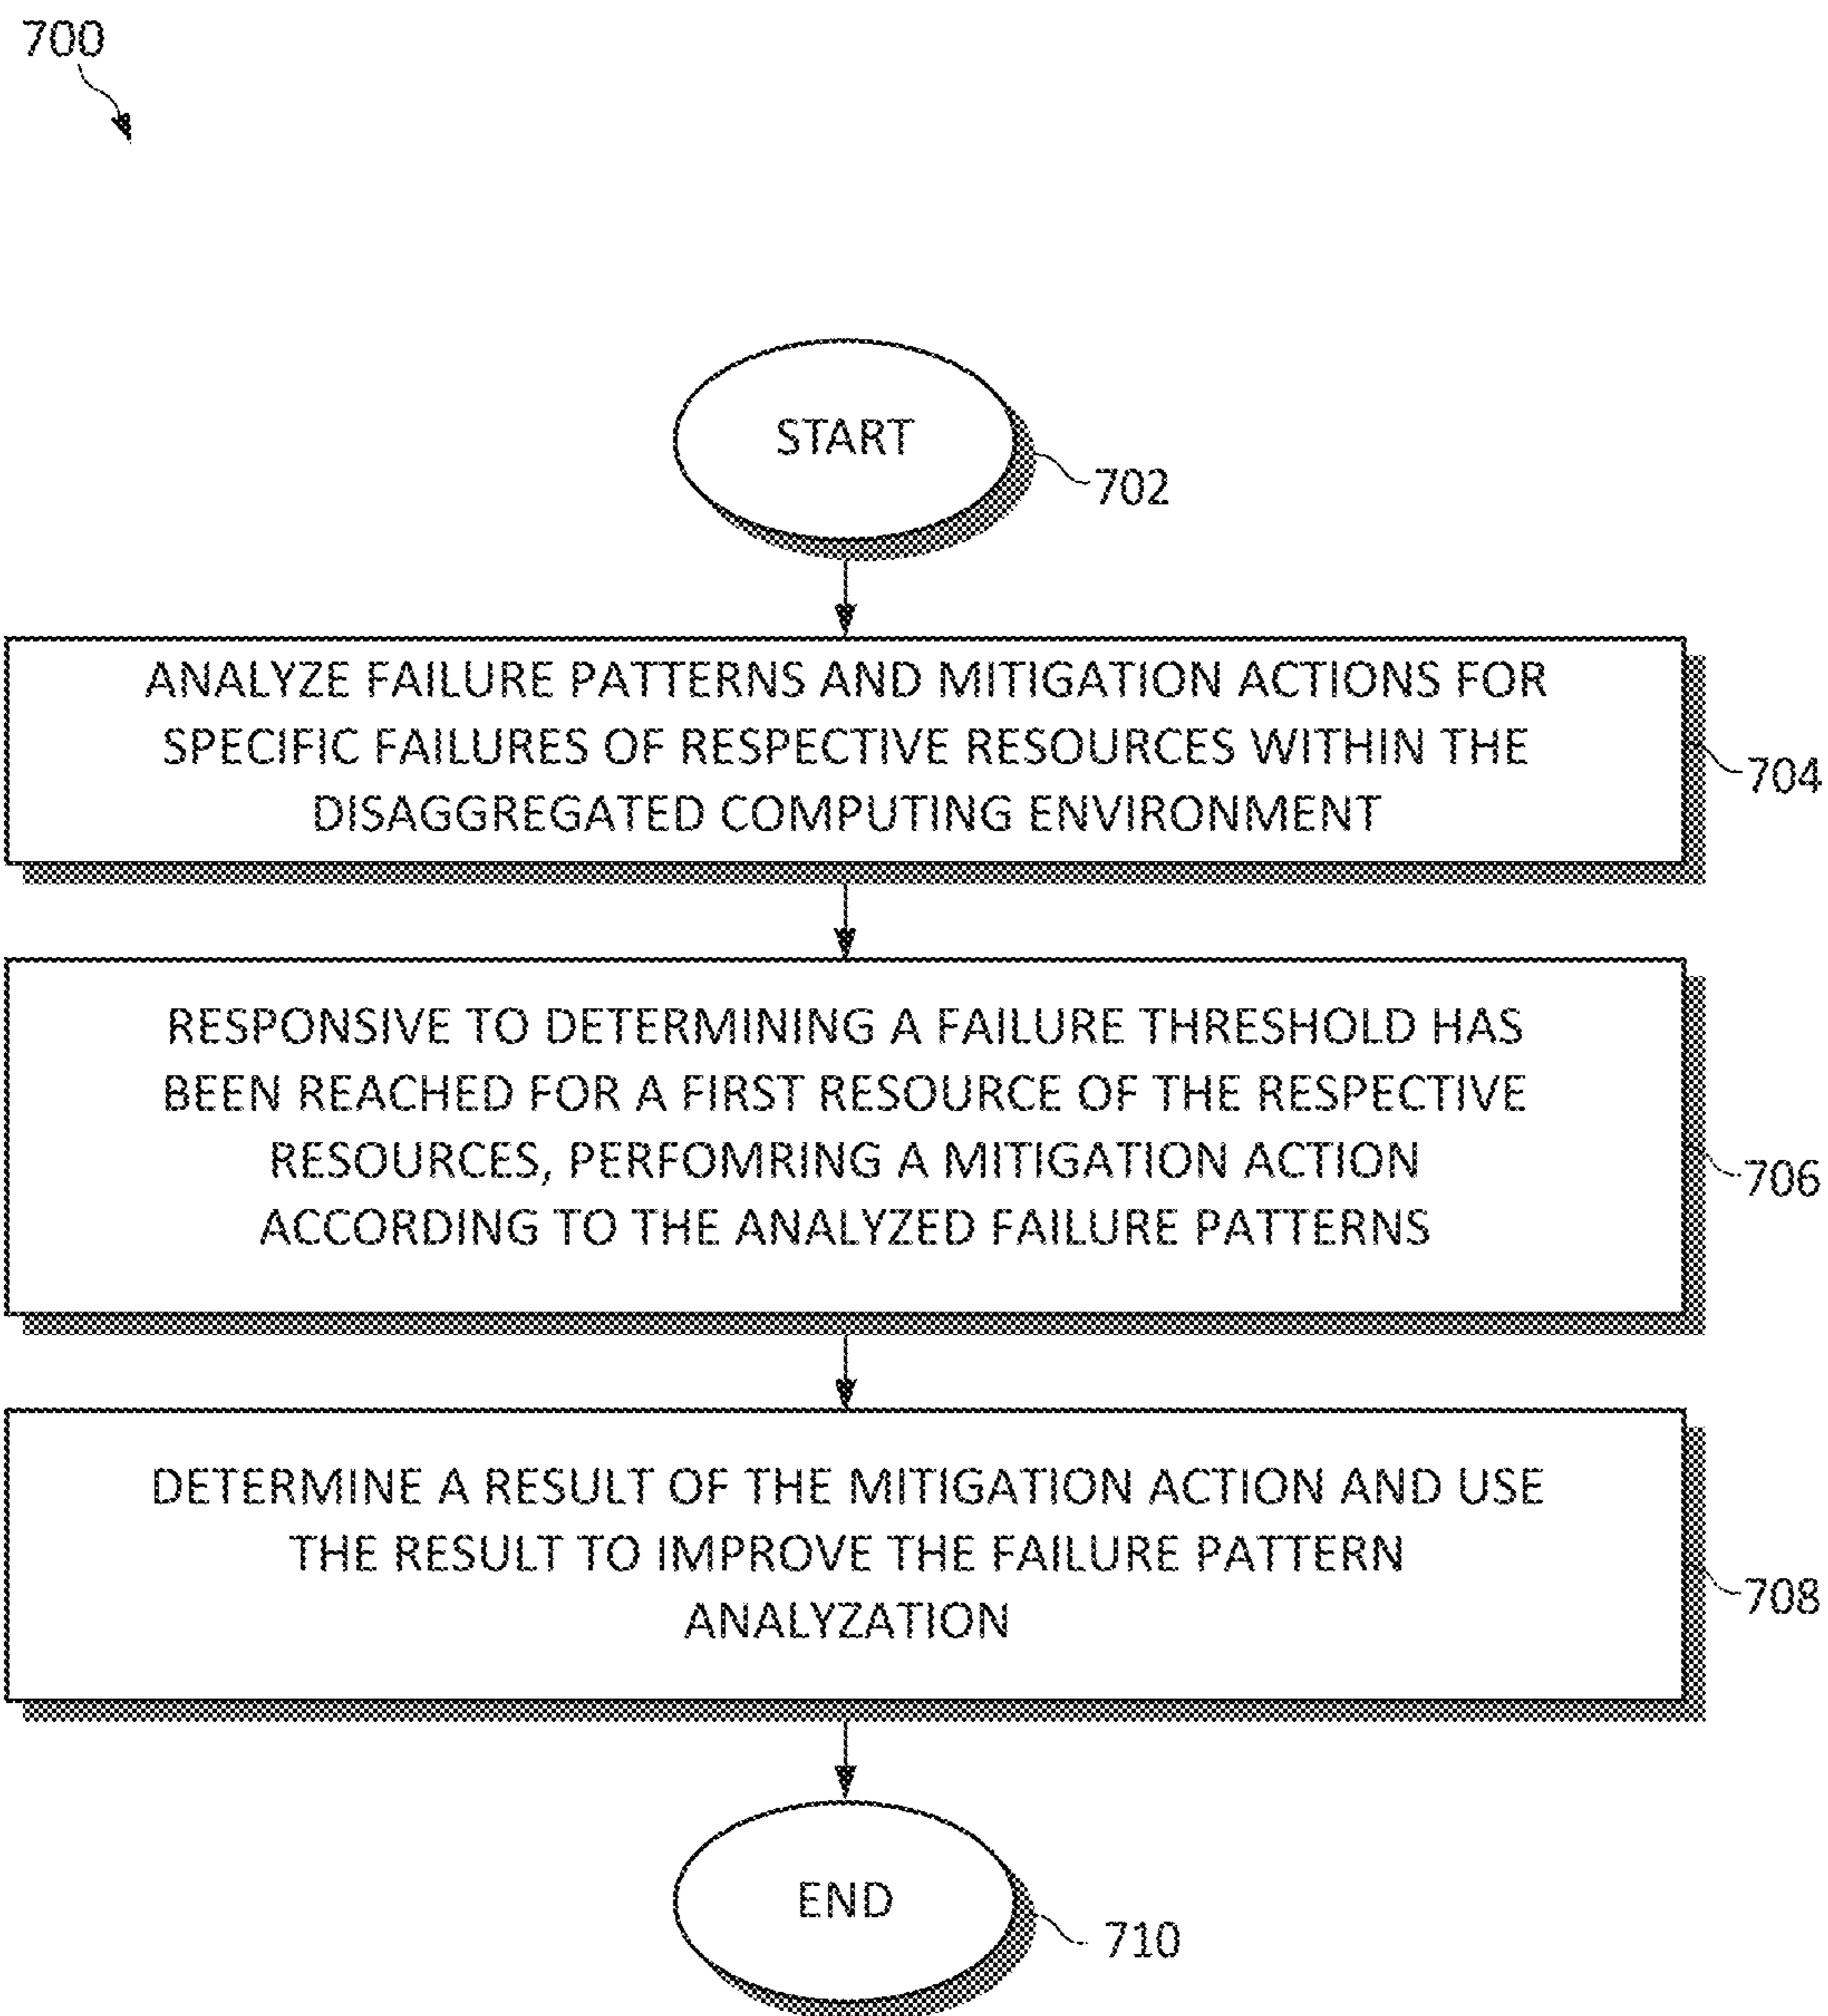 700
START
702
ANALYZE FAILURE PATTERNS AND MITIGATION ACTIONS FOR
SPECIFIC FAILURES OF RESPECTIVE RESOURCES WITHIN THE
DISAGGREGATED COMPUTING ENVIRONMENT
704
RESPONSIVE TO DETERMINING A FAILURE THRESHOLD HAS
BEEN REACHED FOR A FIRST RESOURCE OF THE RESPECTIVE
RESOURCES, PERFOMRING A MITIGATION ACTION
ACCORDING TO THE ANALYZED FAILURE PATTERNS
706
DETERMINE A RESULT OF THE MITIGATION ACTION AND USE
THE RESULT TO IMPROVE THE FAILURE PATTERN
ANALYZATION
708
END
710